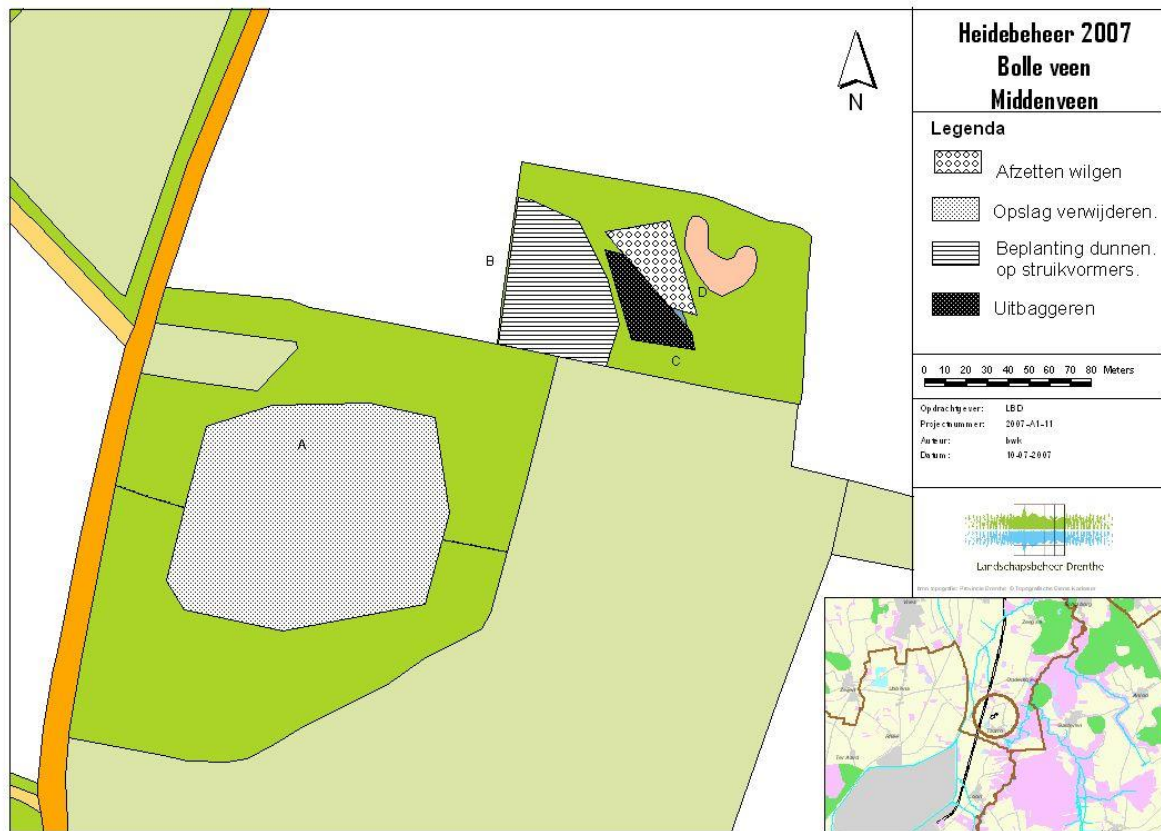 Heidebeheer 2007
Bolle veen
Middenveen
Legenda
Afzetten wilgen
Opslag verwijderen.
Beplanting dunnen.
op struikvormers.
Uitbaggeren
0 10 20 30 40 50 60 70 80 Meters
Opdrachtgever: LBD
Projectnummer: 2007-A1-11
Auteur: bwk
Datum: 19-07-2007
Landschapsbeheer Drenthe
N
A
B
C
D